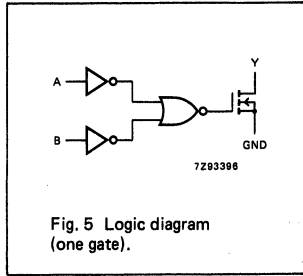 Y
A
B
GND
7Z93396
Fig. 5 Logic diagram
(one gate).